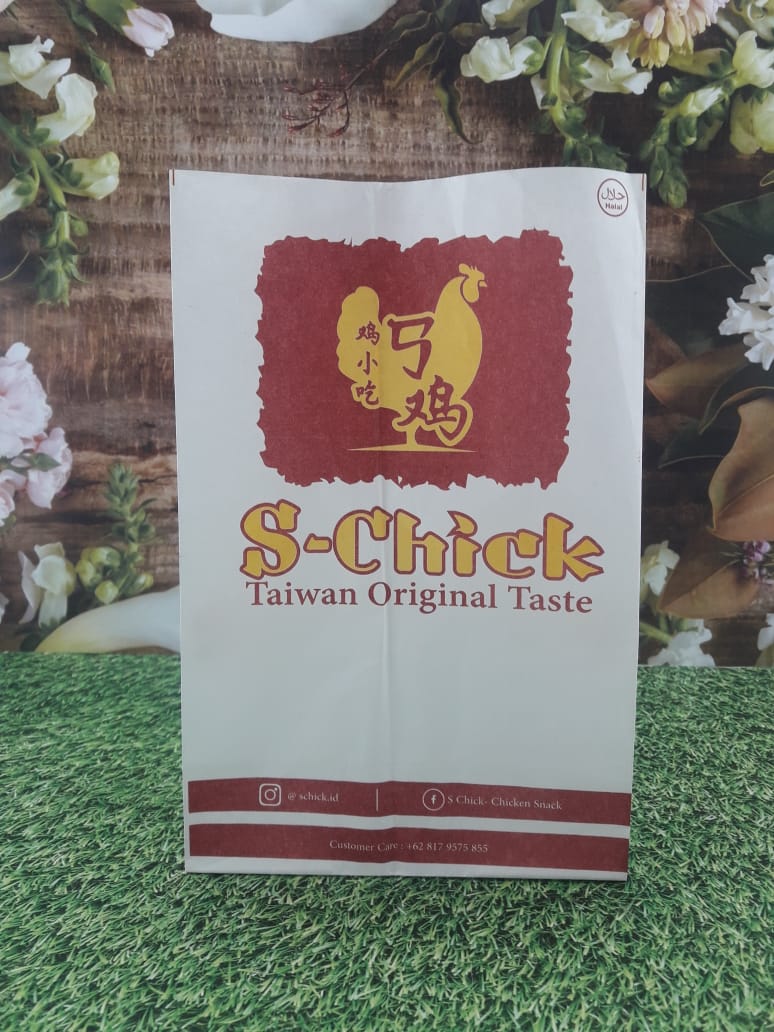 حلال
Halal
鸡小吃
弓鸡
S-Chick
Taiwan Original Taste
@ schick.id
S Chick- Chicken Snack
Customer Care : +62 817 9575 855